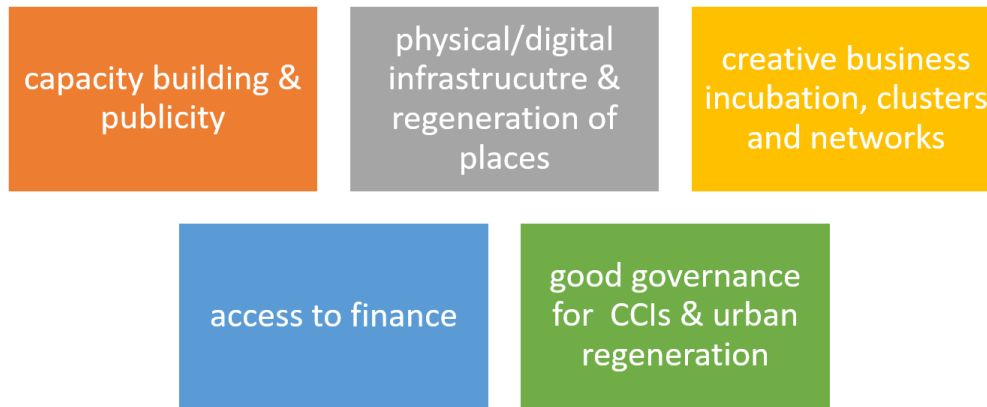 capacity building &
publicity
physical/digital
infrastrucutre &
regeneration of
places
creative business
incubation, clusters
and networks
access to finance
good governance
for CCIs & urban
regeneration